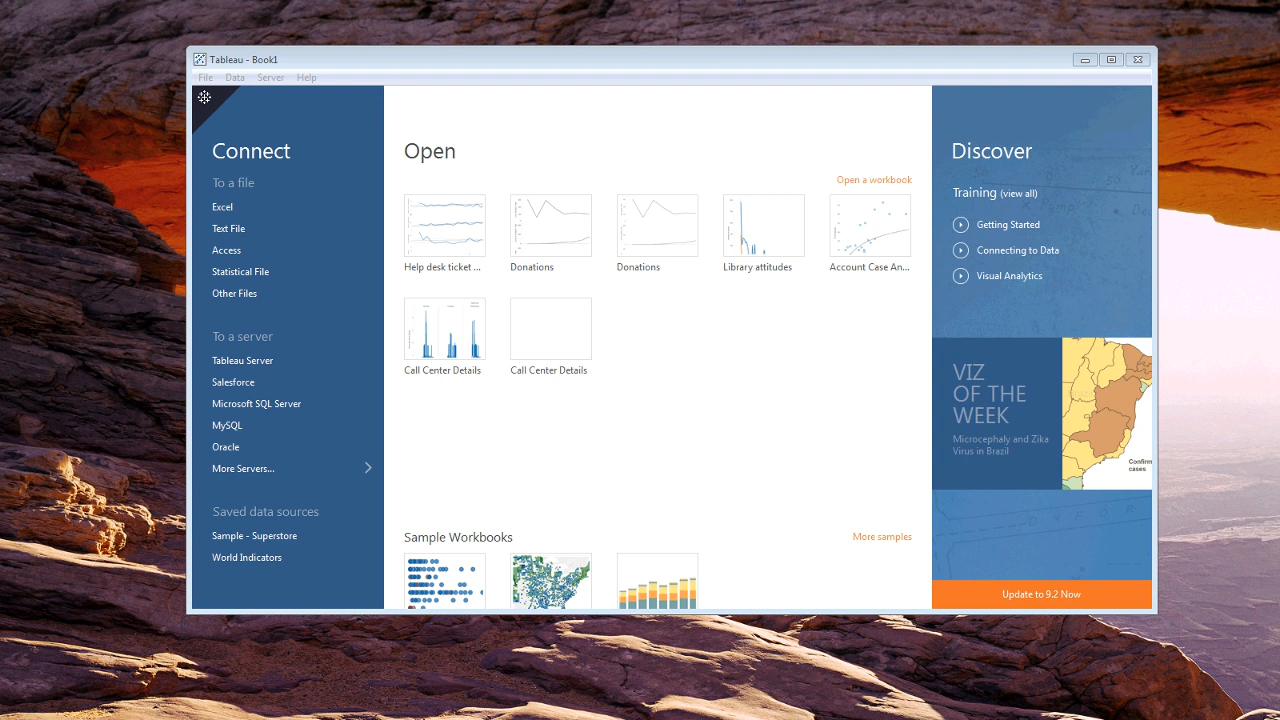 Tableau - Book1
File Data Server Help
Connect
To a file
Excel
Text File
Access
Statistical File
Other Files
To a server
Tableau Server
Salesforce
Microsoft SQL Server
MySQL
Oracle
More Servers...
Saved data sources
Sample - Superstore
World Indicators
Open
Open a workbook
Help desk ticket ...
Donations
Donations
Library attitudes
Account Case An...
Call Center Details
Call Center Details
Sample Workbooks
More samples
Discover
Training (view all)
Getting Started
Connecting to Data
Visual Analytics
VIZ
OF THE
WEEK
Microcephaly and Zika
Virus in Brazil
Confirm
cases
Update to 9.2 Now